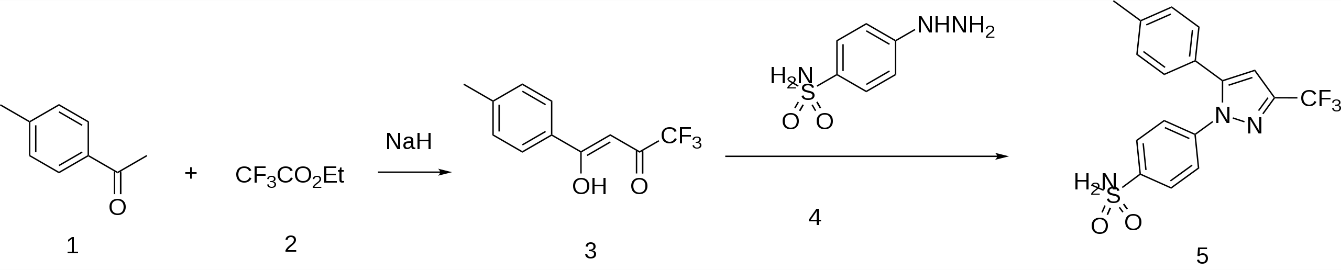 NHNH2
H2N
S
O O
CF3
N
N
H2N
S
O O
NaH
CF3
O
+
CF3CO2Et
OH
O
1
2
3
4
5